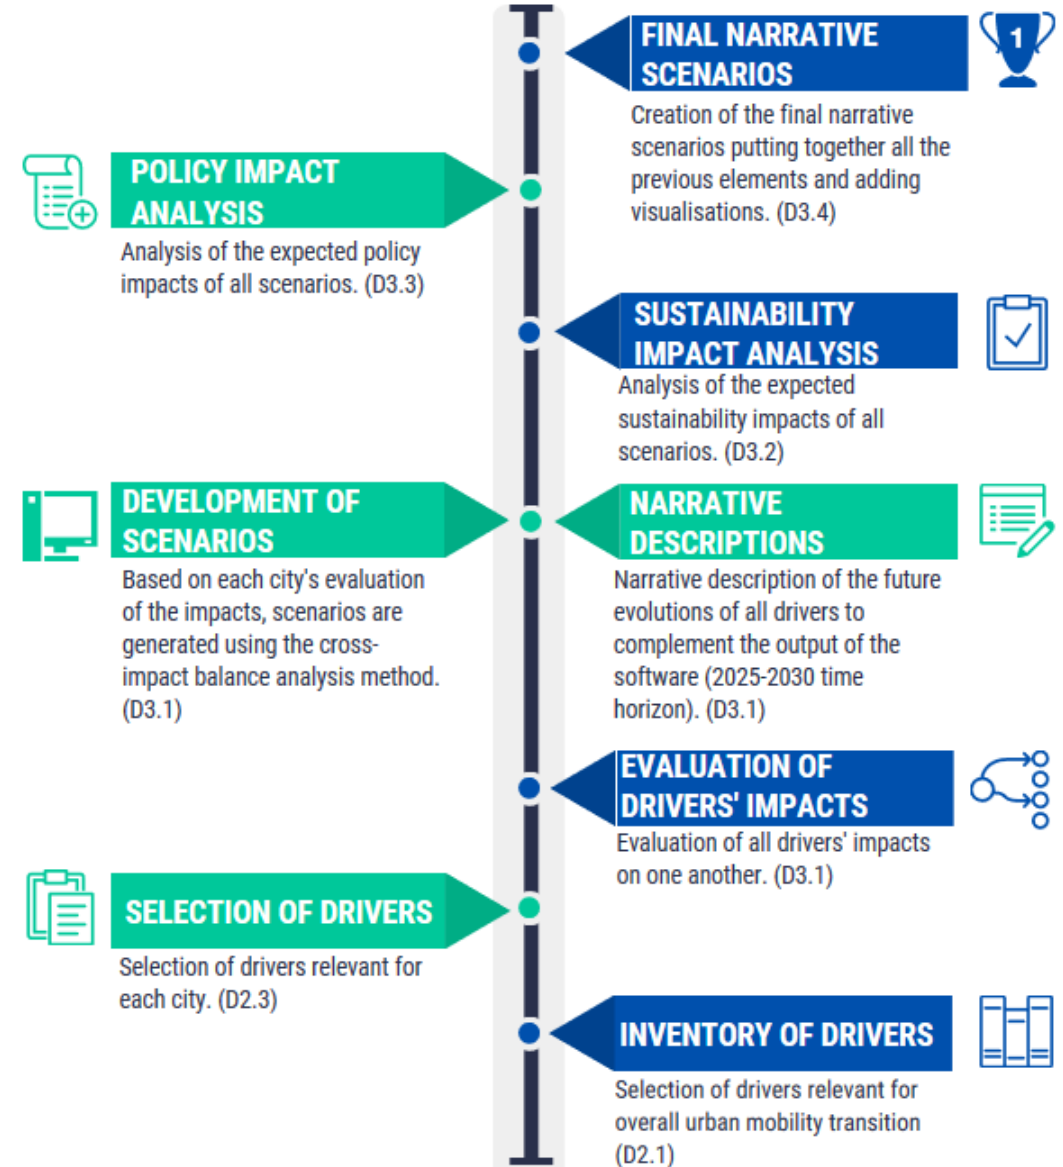 FINAL NARRATIVE
SCENARIOS
1
Creation of the final narrative
scenarios putting together all the
previous elements and adding
visualisations. (D3.4)
POLICY IMPACT
ANALYSIS
Analysis of the expected policy
impacts of all scenarios. (D3.3)
SUSTAINABILITY
IMPACT ANALYSIS
Analysis of the expected
sustainability impacts of all
scenarios. (D3.2)
DEVELOPMENT OF
SCENARIOS
Based on each city's evaluation
of the impacts, scenarios are
generated using the cross-
impact balance analysis method.
(D3.1)
NARRATIVE
DESCRIPTIONS
Narrative description of the future
evolutions of all drivers to
complement the output of the
software (2025-2030 time
horizon). (D3.1)
EVALUATION OF
DRIVERS' IMPACTS
Evaluation of all drivers' impacts
on one another. (D3.1)
SELECTION OF DRIVERS
Selection of drivers relevant for
each city. (D2.3)
INVENTORY OF DRIVERS
Selection of drivers relevant for
overall urban mobility transition
(D2.1)